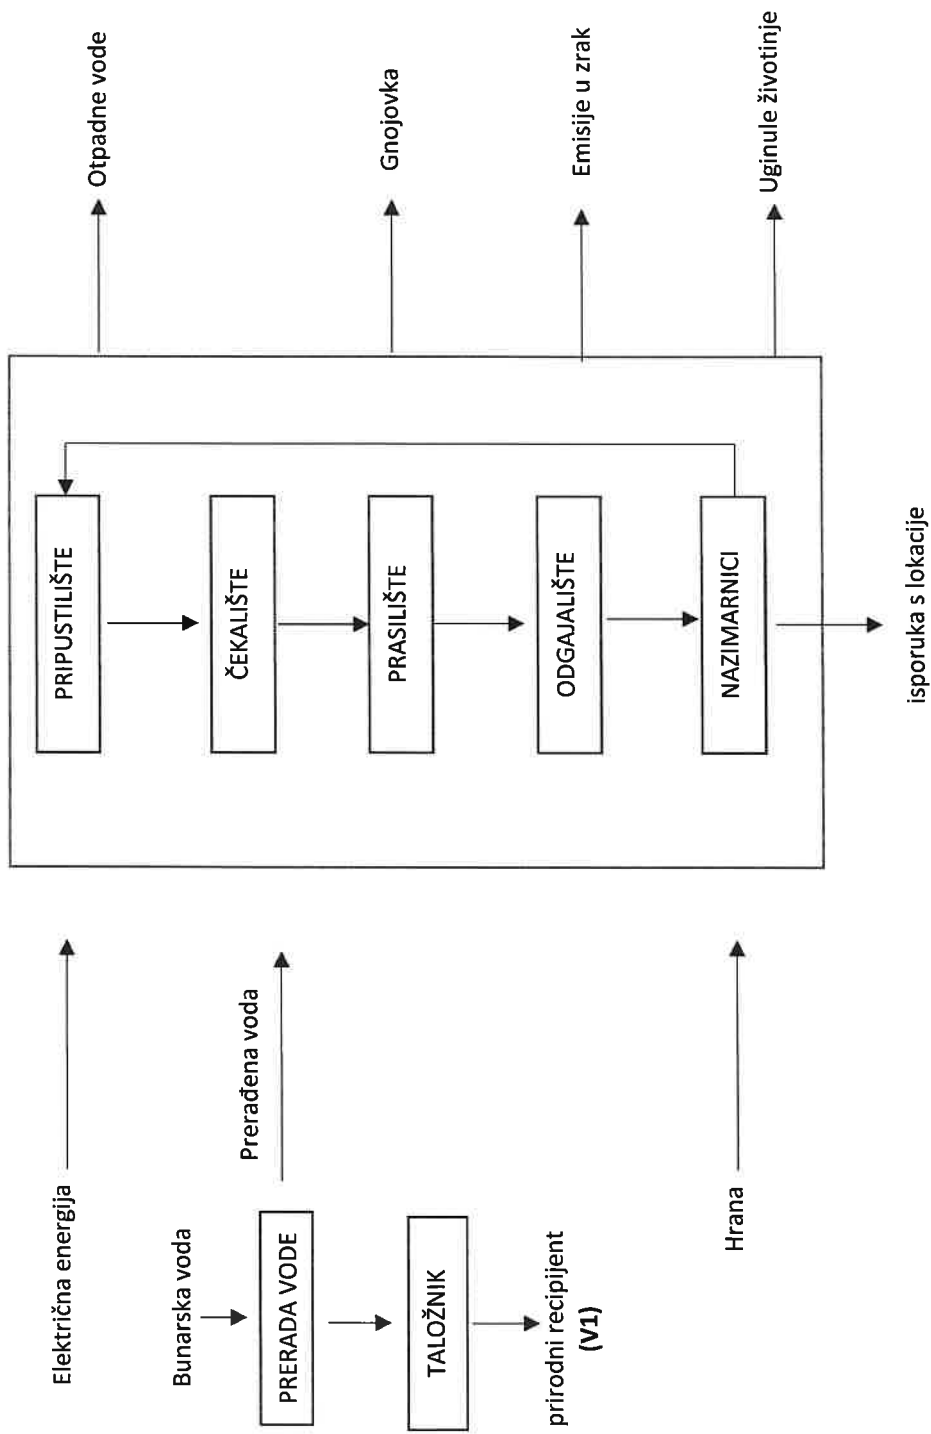 Električna energija
Bunarska voda
PRERADA VODE
Prerađena voda
TALOŽNIK
prirodni recipijent
(V1)
Hrana
PRIPUSTILIŠTE
ČEKALIŠTE
PRASILIŠTE
ODGAJALIŠTE
NAZIMARNICI
isporuka s lokacije
Otpadne vode
Gnojovka
Emisije u zrak
Uginule životinje